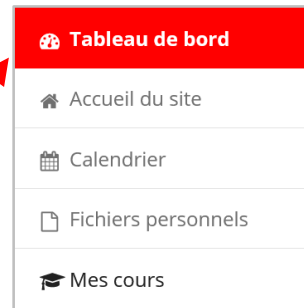 Tableau de bord
Accueil du site
Calendrier
Fichiers personnels
Mes cours